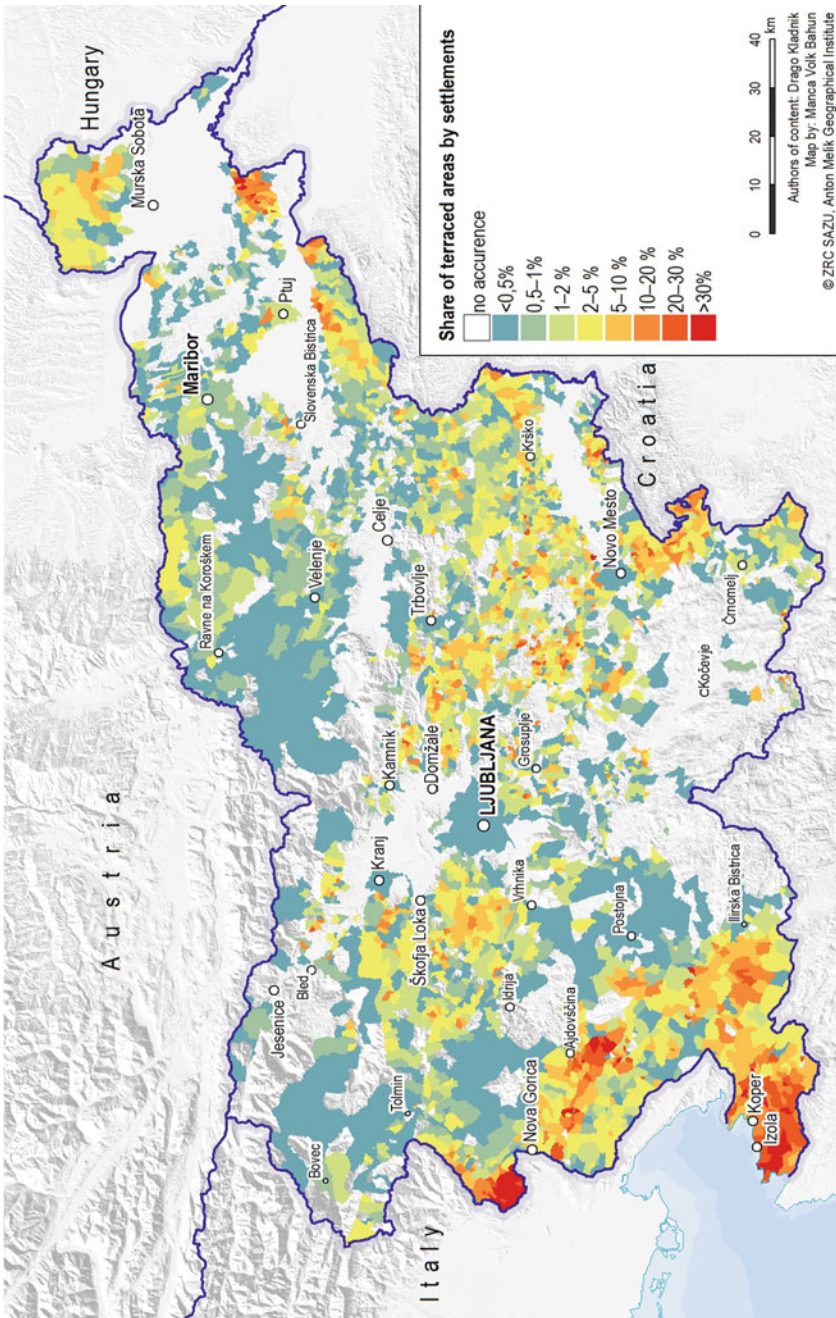 Austria
Hungary
Italy
Croatia
Murska Sobota
Maribor
Ptuj
Slovenska Bistrica
Ravne na Koroškem
Velenje
Celje
Jesenice
Bled
Bovec
Tolmin
Kranj
Kamnik
Škofja Loka
Domžale
Trbovlje
LJUBLJANA
Krško
Idrija
Vrhnika
Grosuplje
Nova Gorica
Ajdovščina
Novo Mesto
Postojna
Kočevje
Črnomelj
Ilirska Bistrica
Koper
Izola
Share of terraced areas by settlements
no accurence
<0,5%
0,5–1%
1–2 %
2–5 %
5–10 %
10–20 %
20–30 %
>30%
0 10 20 30 40
km
Authors of content: Drago Kladnik
Map by: Manca Volk Bahun
© ZRC SAZU, Anton Melik Geographical Institute